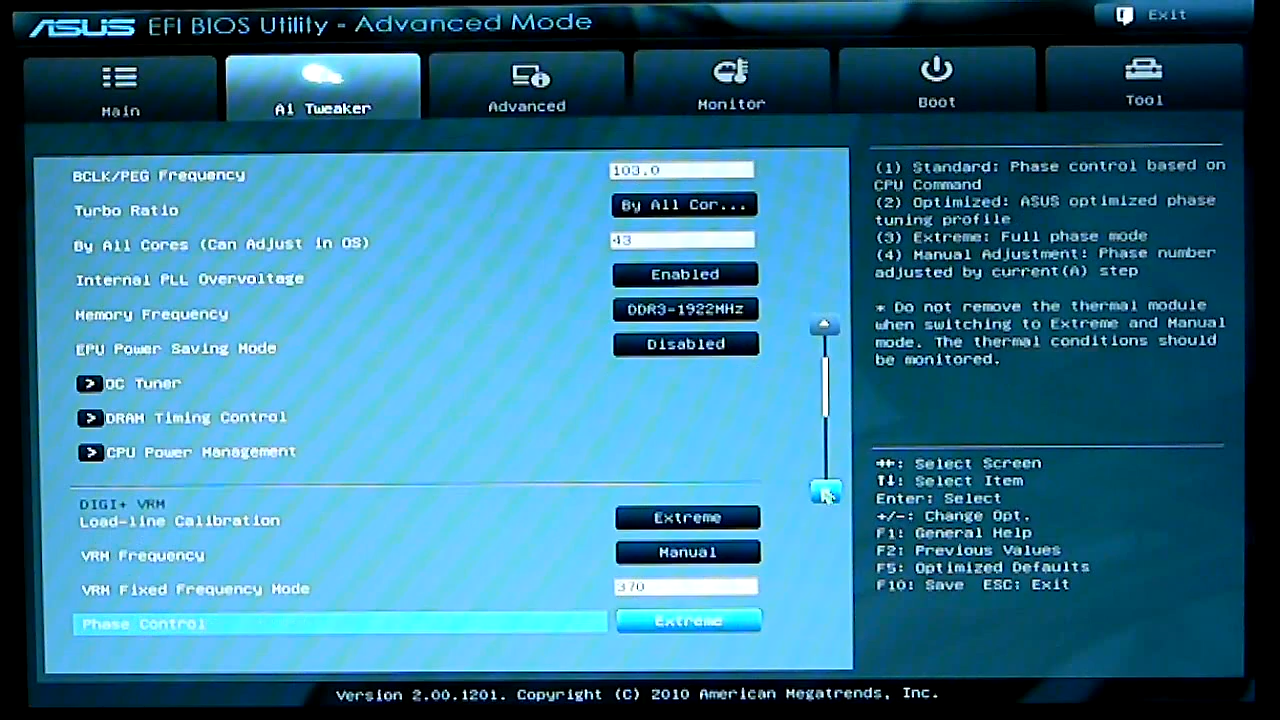 ASUS EFI BIOS Utility - Advanced Mode
Exit
Main
Ai Tweaker
Advanced
Monitor
Boot
Tool
BCLK/PEG Frequency 103.0
Turbo Ratio By All Cor...
By All Cores (Can Adjust in OS) 43
Internal PLL Overvoltage Enabled
Memory Frequency DDR3-1922MHz
EPU Power Saving Mode Disabled
> OC Tuner
> DRAM Timing Control
> CPU Power Management
DIGI+ VRM
Load-line Calibration Extreme
VRM Frequency Manual
VRM Fixed Frequency Mode 370
Phase Control Extreme
(1) Standard: Phase control based on
CPU Command
(2) Optimized: ASUS optimized phase
tuning profile
(3) Extreme: Full phase mode
(4) Manual Adjustment: Phase number
adjusted by current(A) step
* Do not remove the thermal module
when switching to Extreme and Manual
mode. The thermal conditions should
be monitored.
→←: Select Screen
↑↓: Select Item
Enter: Select
+/-: Change Opt.
F1: General Help
F2: Previous Values
F5: Optimized Defaults
F10: Save ESC: Exit
Version 2.00.1201. Copyright (C) 2010 American Megatrends, Inc.